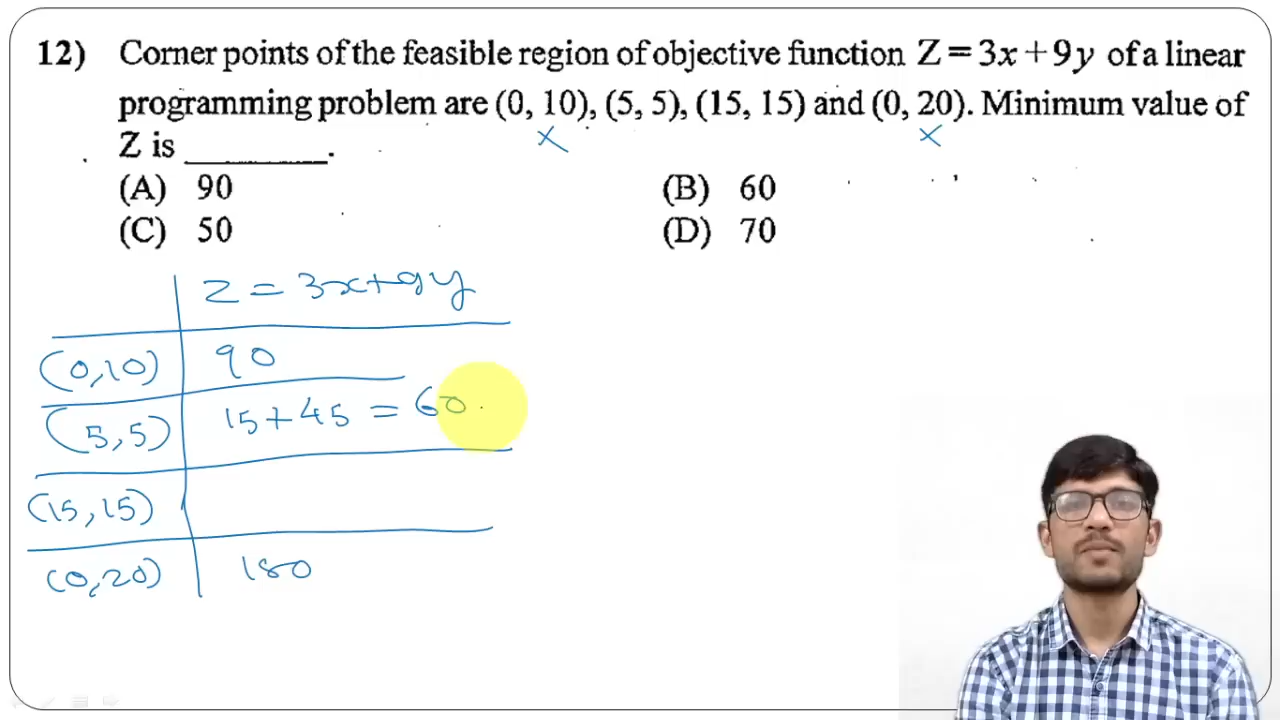 12) Corner points of the feasible region of objective function Z = 3x + 9y of a linear
programming problem are (0, 10), (5, 5), (15, 15) and (0, 20). Minimum value of
Z is ________.
(A) 90 (B) 60
(C) 50 (D) 70
Z = 3x+9y
(0,10) 90
(5,5) 15+45 = 60
(15,15)
(0,20) 180